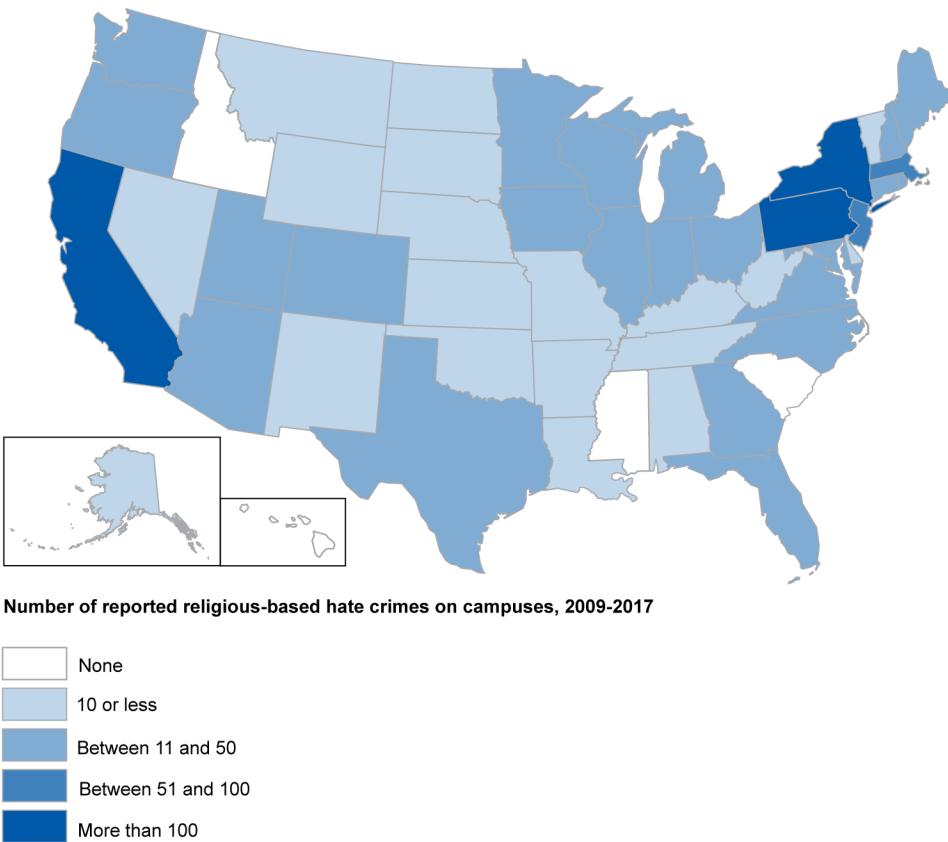 Number of reported religious-based hate crimes on campuses, 2009-2017
None
10 or less
Between 11 and 50
Between 51 and 100
More than 100